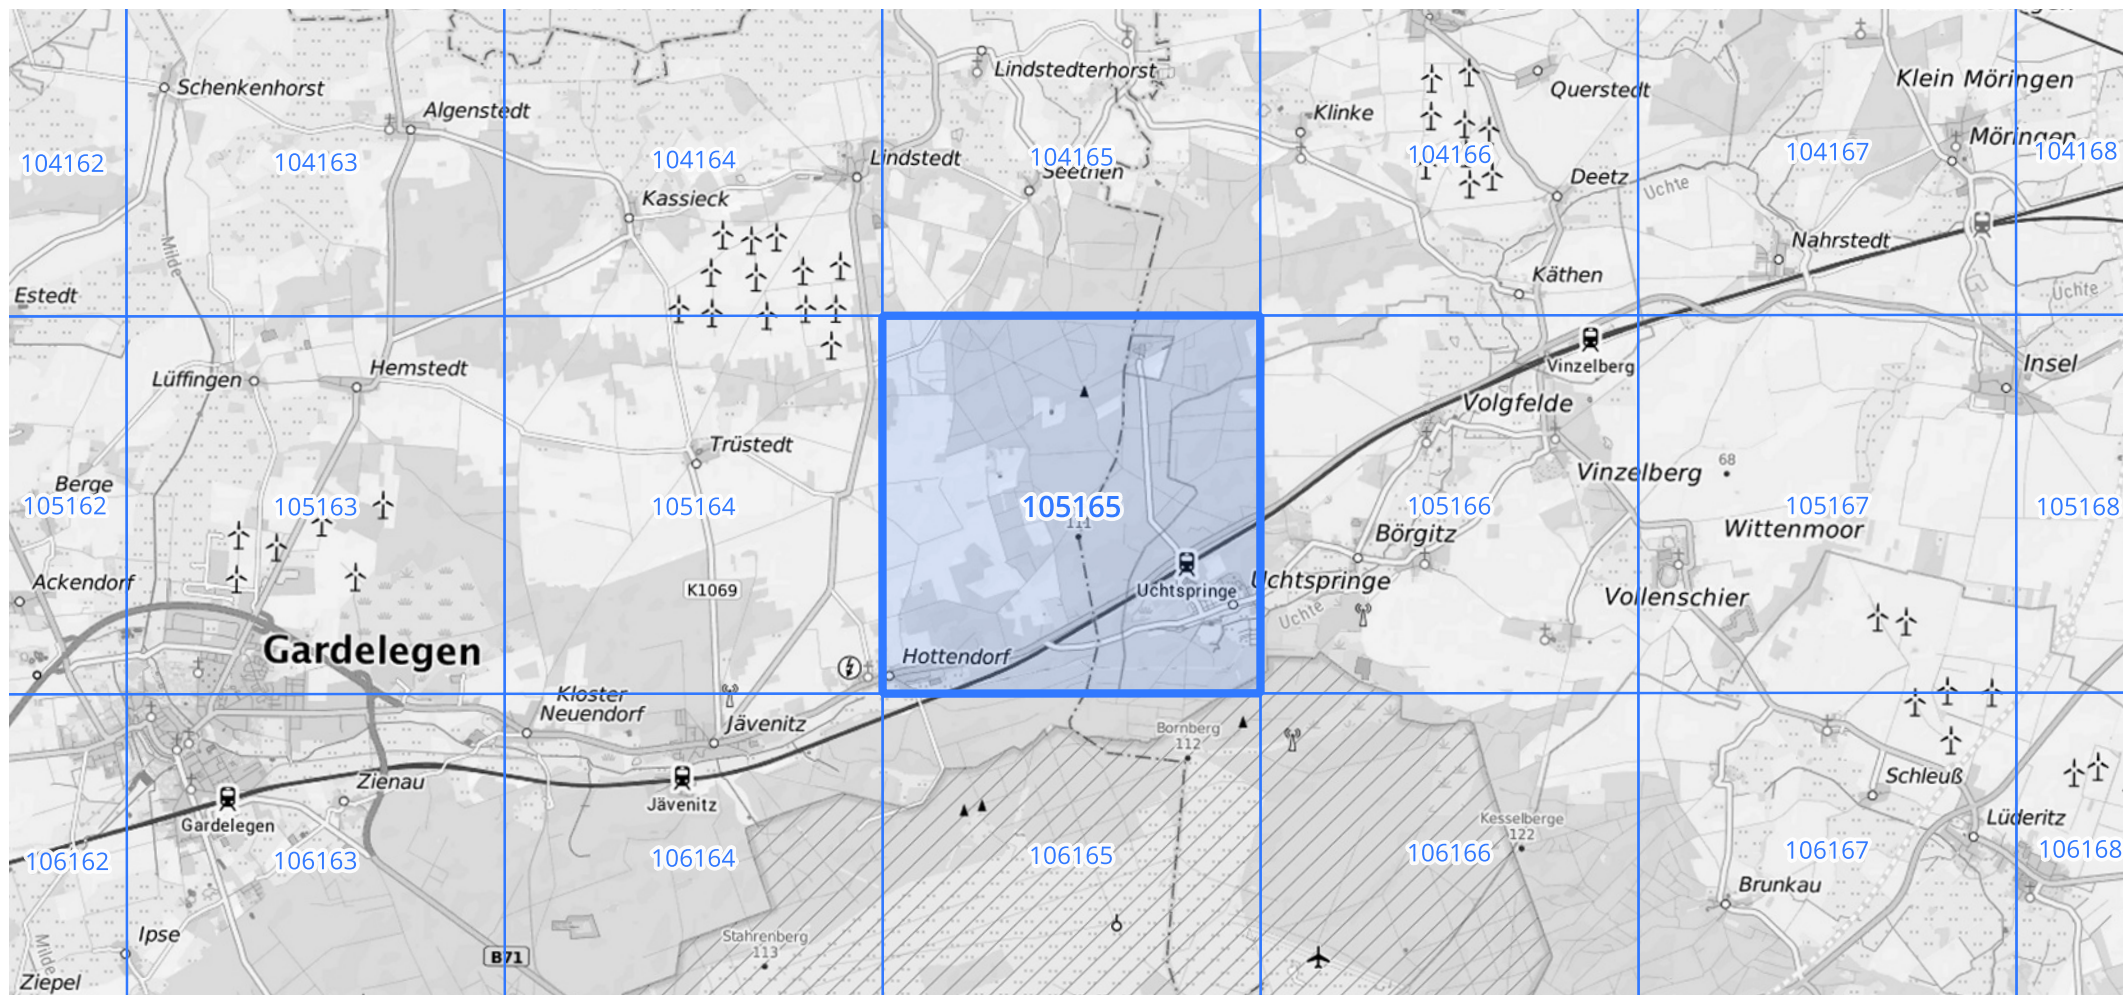 Klein Möringen
Schenkenhorst
Lindstedterhorst
Querstedt
Algenstedt
Klinke
Möringen
104162
104163
104164
Lindstedt
104165
Seethen
104166
104167
104168
Kassieck
Deetz
Uchte
Milde
Nahrstedt
Käthen
Estedt
Uchte
Lüffingen
Hemstedt
Vinzelberg
Insel
Volgfelde
Trüstedt
Vinzelberg
68
Berge
105162
105163
105164
105165
111
105166
105167
105168
Börgitz
Wittenmoor
Ackendorf
K1069
Uchtspringe
Uchtspringe
Uchte
Vollenschier
Gardelegen
Hottendorf
Kloster
Neuendorf
Jävenitz
Bornberg
112
Zienau
Jävenitz
Schleuß
Gardelegen
Kesselberge
122
Lüderitz
106162
106163
106164
106165
106166
106167
106168
Brunkau
Ipse
Stahrenberg
113
Milde
B71
Ziepel